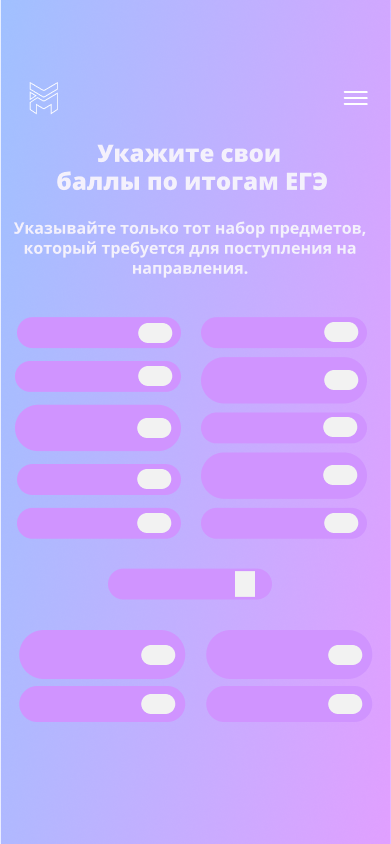 Укажите свои
баллы по итогам ЕГЭ
Указывайте только тот набор предметов,
который требуется для поступления на
направления.